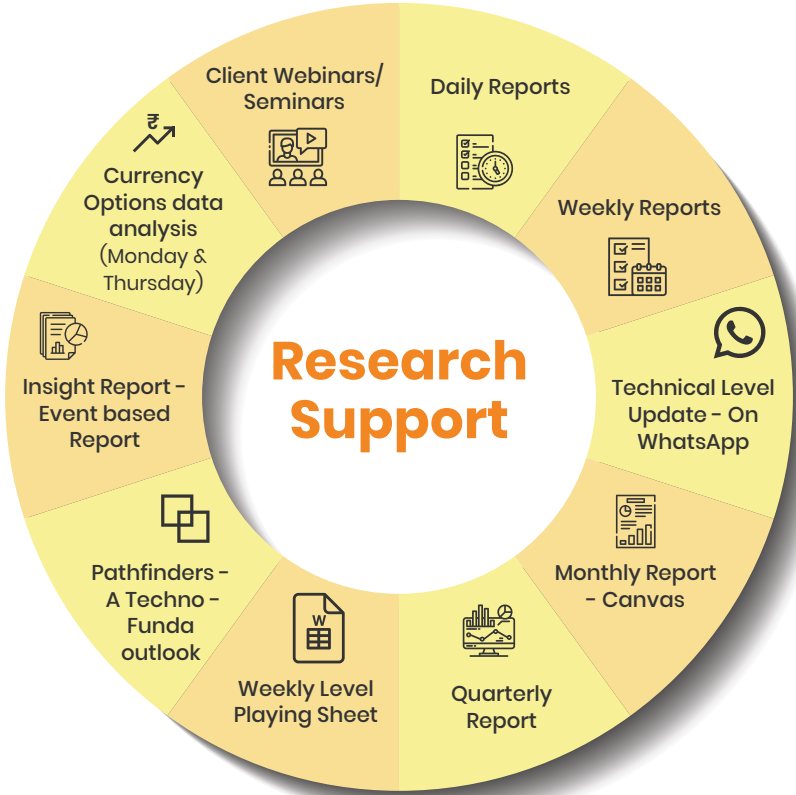 Research
Support
Daily Reports
Weekly Reports
Technical Level
Update - On
WhatsApp
Monthly Report
- Canvas
Quarterly
Report
W
Weekly Level
Playing Sheet
Pathfinders -
A Techno -
Funda
outlook
Insight Report -
Event based
Report
₹
Currency
Options data
analysis
(Monday &
Thursday)
Client Webinars/
Seminars